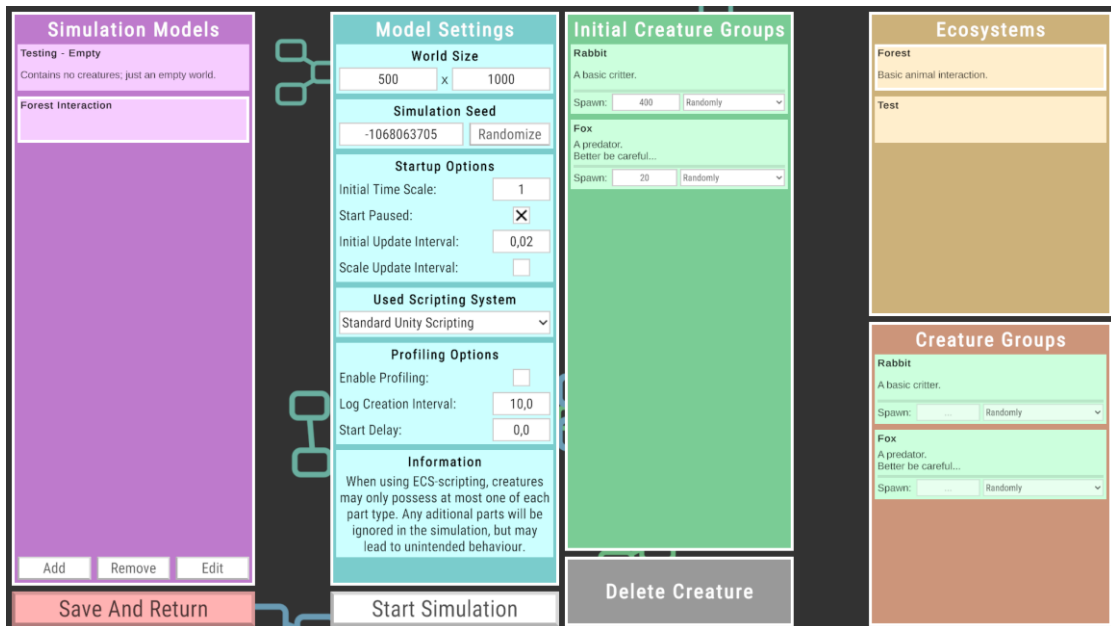 Simulation Models
Testing - Empty
Contains no creatures; just an empty world.
Forest Interaction
Add
Remove
Edit
Save And Return
Model Settings
World Size
500 x 1000
Simulation Seed
-1068063705 Randomize
Startup Options
Initial Time Scale: 1
Start Paused:
Initial Update Interval: 0,02
Scale Update Interval:
Used Scripting System
Standard Unity Scripting
Profiling Options
Enable Profiling:
Log Creation Interval: 10,0
Start Delay: 0,0
Information
When using ECS-scripting, creatures
may only possess at most one of each
part type. Any aditional parts will be
ignored in the simulation, but may
lead to unintended behaviour.
Start Simulation
Initial Creature Groups
Rabbit
A basic critter.
Spawn: 400 Randomly
Fox
A predator.
Better be careful...
Spawn: 20 Randomly
Delete Creature
Ecosystems
Forest
Basic animal interaction.
Test
Creature Groups
Rabbit
A basic critter.
Spawn: ... Randomly
Fox
A predator.
Better be careful...
Spawn: ... Randomly